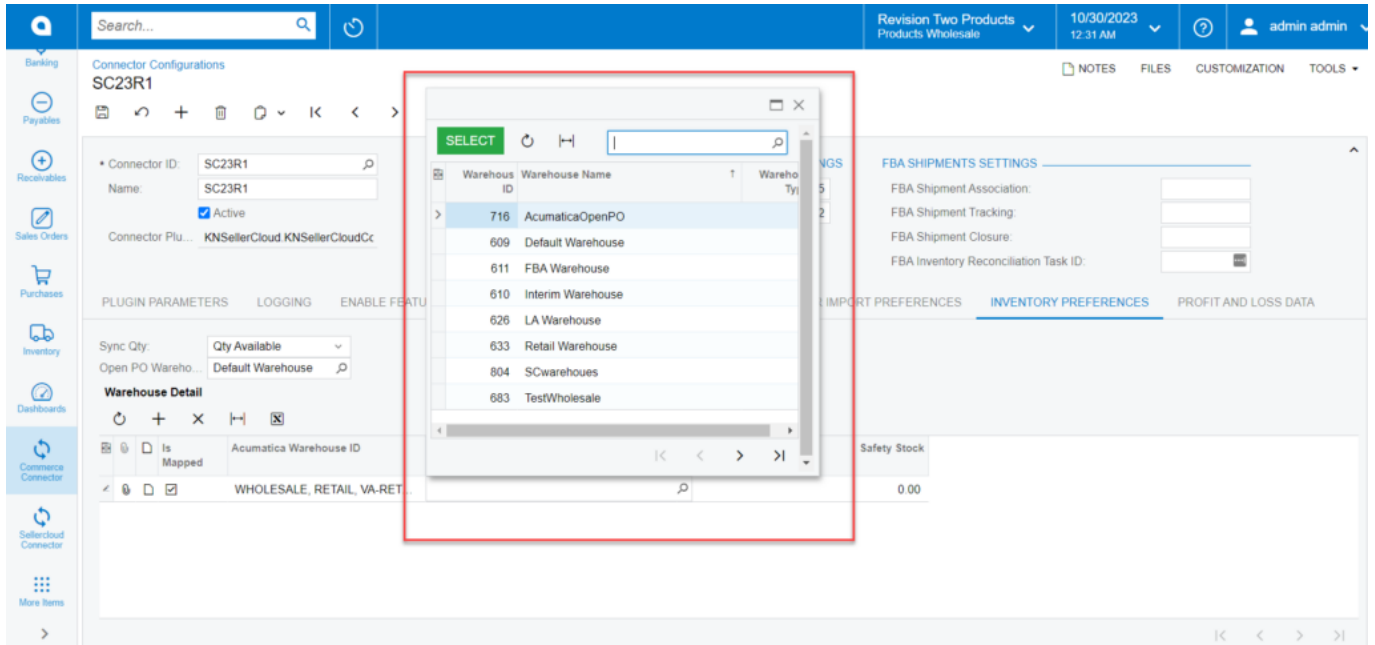 Search...
Revision Two Products
Products Wholesale
10/30/2023
12:31 AM
admin admin
Banking
Payables
Receivables
Sales Orders
Purchases
Inventory
Dashboards
Commerce
Connector
Sellercloud
Connector
More Items
Connector Configurations
SC23R1
NOTES FILES CUSTOMIZATION TOOLS
* Connector ID: SC23R1
Name: SC23R1
Active
Connector Plu... KNSellerCloud.KNSellerCloudCc
NGS
5
2
FBA SHIPMENTS SETTINGS
FBA Shipment Association:
FBA Shipment Tracking:
FBA Shipment Closure:
FBA Inventory Reconciliation Task ID:
PLUGIN PARAMETERS LOGGING ENABLE FEATU R IMPORT PREFERENCES INVENTORY PREFERENCES PROFIT AND LOSS DATA
Sync Qty: Qty Available
Open PO Wareho... Default Warehouse
Warehouse Detail
Is
Mapped
Acumatica Warehouse ID
Safety Stock
WHOLESALE, RETAIL, VA-RET... 0.00
SELECT
Warehous
ID
Warehouse Name
Wareho
Typ
716 AcumaticaOpenPO
609 Default Warehouse
611 FBA Warehouse
610 Interim Warehouse
626 LA Warehouse
633 Retail Warehouse
804 SCwarehoues
683 TestWholesale